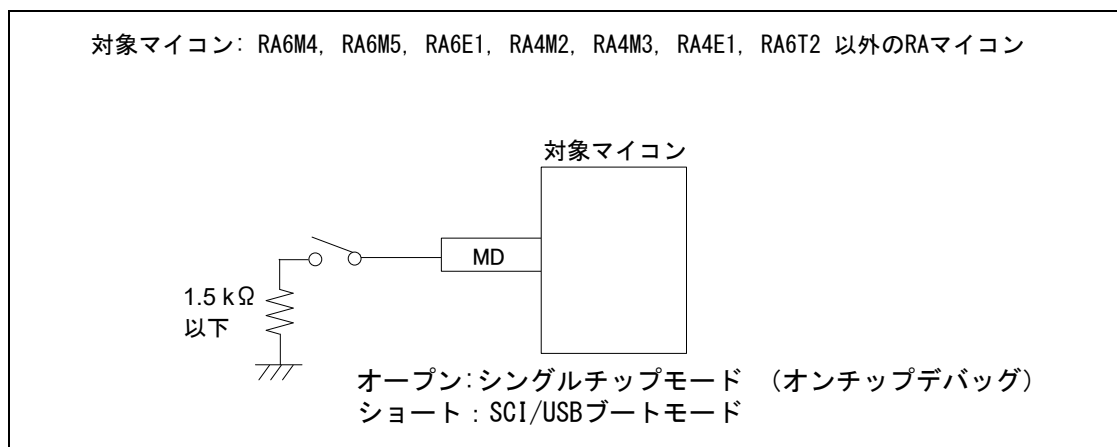 対象マイコン: RA6M4, RA6M5, RA6E1, RA4M2, RA4M3, RA4E1, RA6T2 以外のRAマイコン
対象マイコン
MD
1.5 kΩ
以下
オープン:シングルチップモード （オンチップデバッグ）
ショート：SCI/USBブートモード